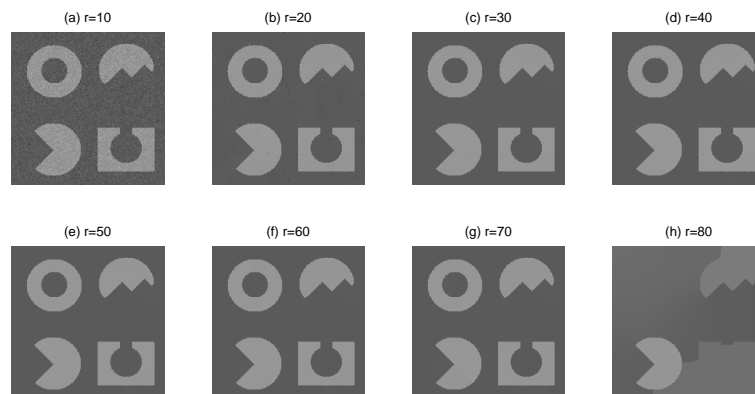 (a) r=10
(b) r=20
(c) r=30
(d) r=40
(e) r=50
(f) r=60
(g) r=70
(h) r=80